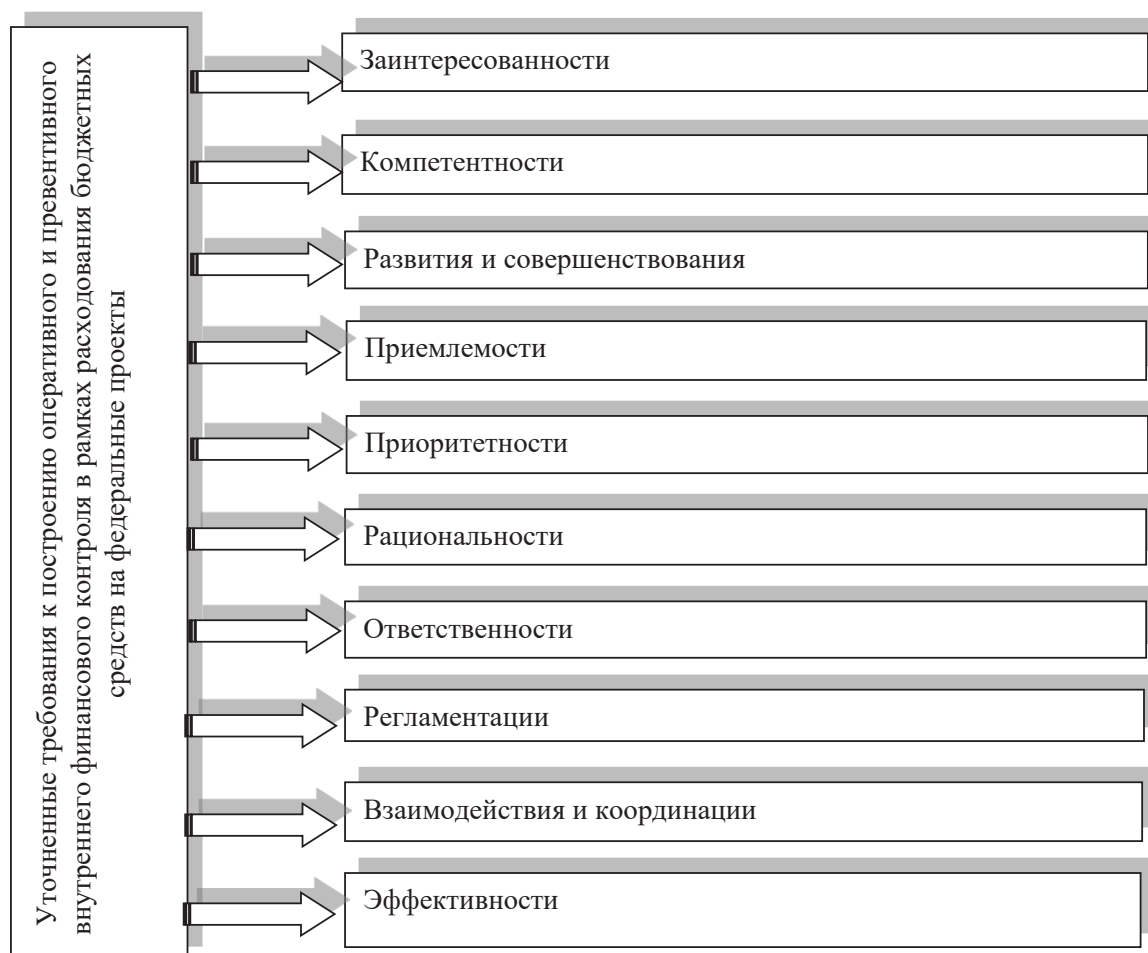 Уточненные требования к построению оперативного и превентивного
внутреннего финансового контроля в рамках расходования бюджетных
средств на федеральные проекты
Заинтересованности
Компетентности
Развития и совершенствования
Приемлемости
Приоритетности
Рациональности
Ответственности
Регламентации
Взаимодействия и координации
Эффективности